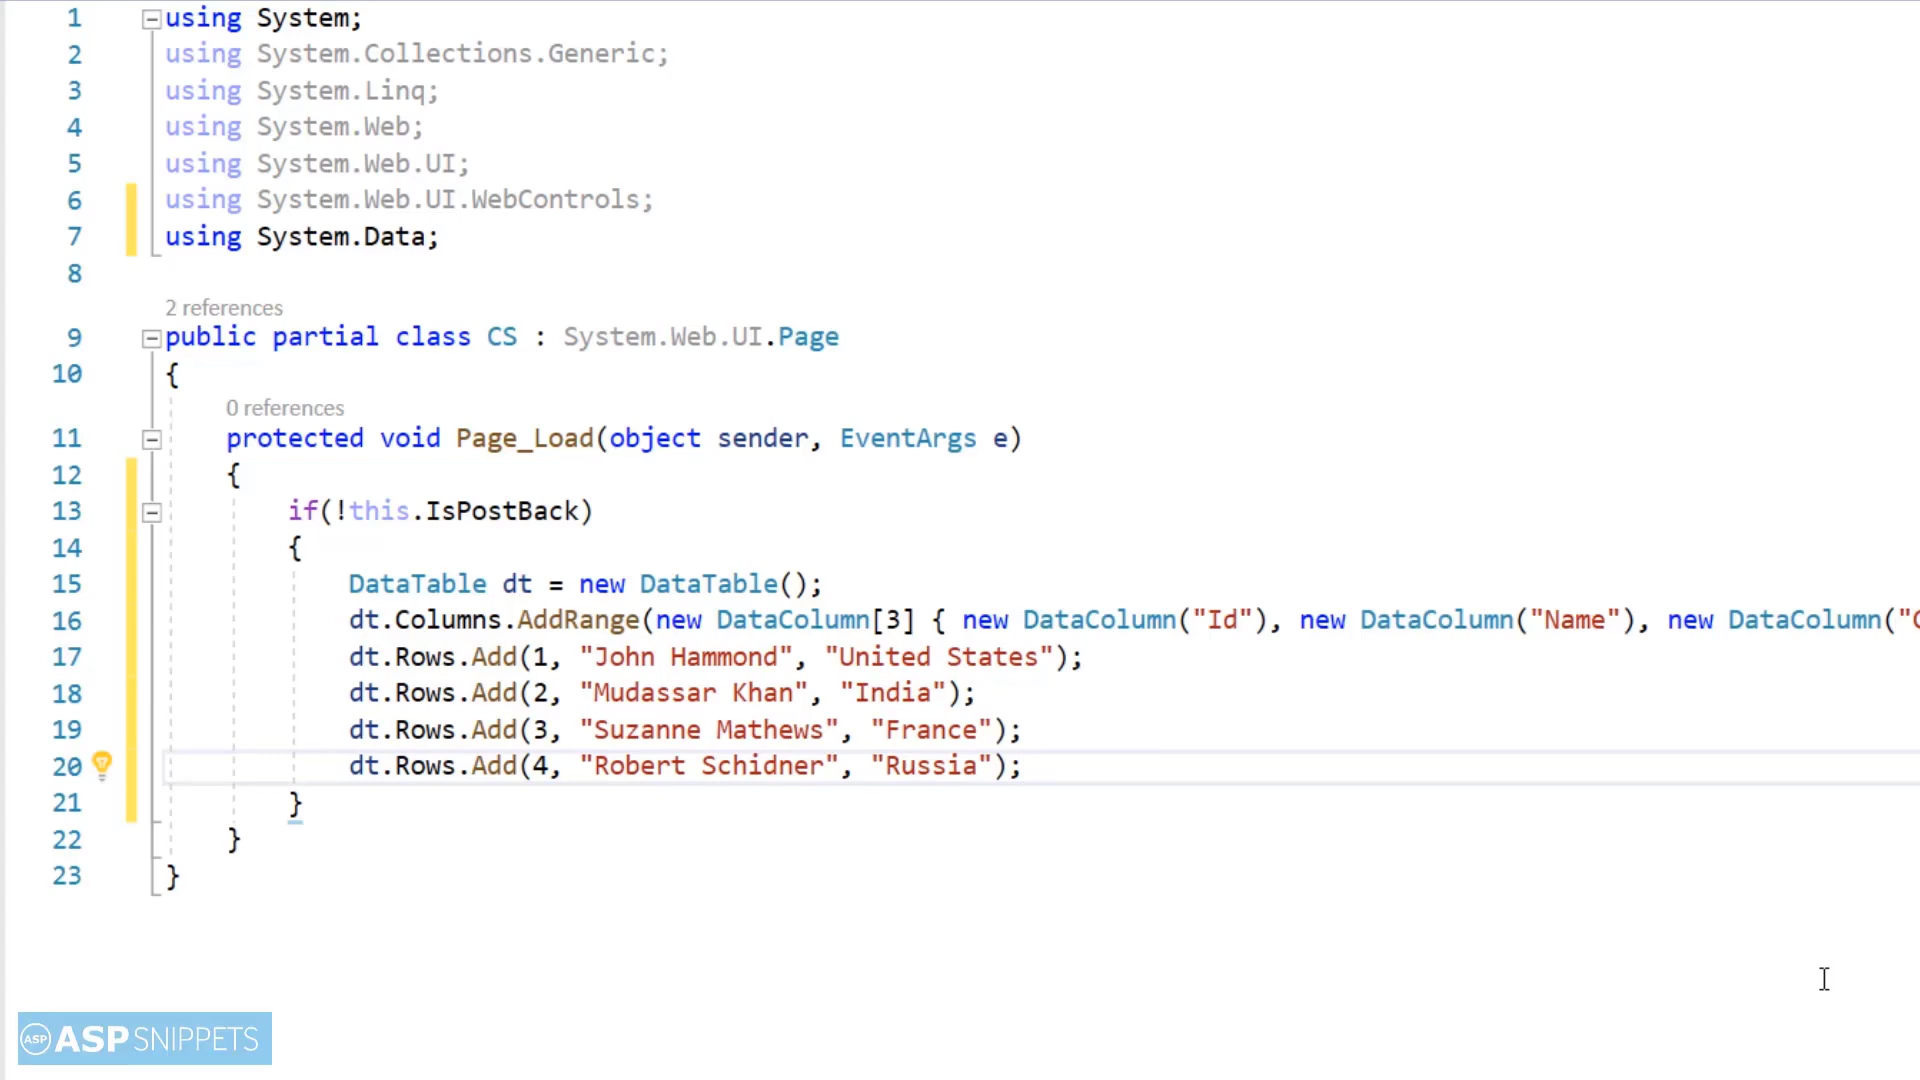 1 using System;
2 using System.Collections.Generic;
3 using System.Linq;
4 using System.Web;
5 using System.Web.UI;
6 using System.Web.UI.WebControls;
7 using System.Data;
8
2 references
9 public partial class CS : System.Web.UI.Page
10 {
0 references
11 protected void Page_Load(object sender, EventArgs e)
12 {
13 if(!this.IsPostBack)
14 {
15 DataTable dt = new DataTable();
16 dt.Columns.AddRange(new DataColumn[3] { new DataColumn("Id"), new DataColumn("Name"), new DataColumn("
17 dt.Rows.Add(1, "John Hammond", "United States");
18 dt.Rows.Add(2, "Mudassar Khan", "India");
19 dt.Rows.Add(3, "Suzanne Mathews", "France");
20 dt.Rows.Add(4, "Robert Schidner", "Russia");
21 }
22 }
23 }
ASP ASPSNIPPETS